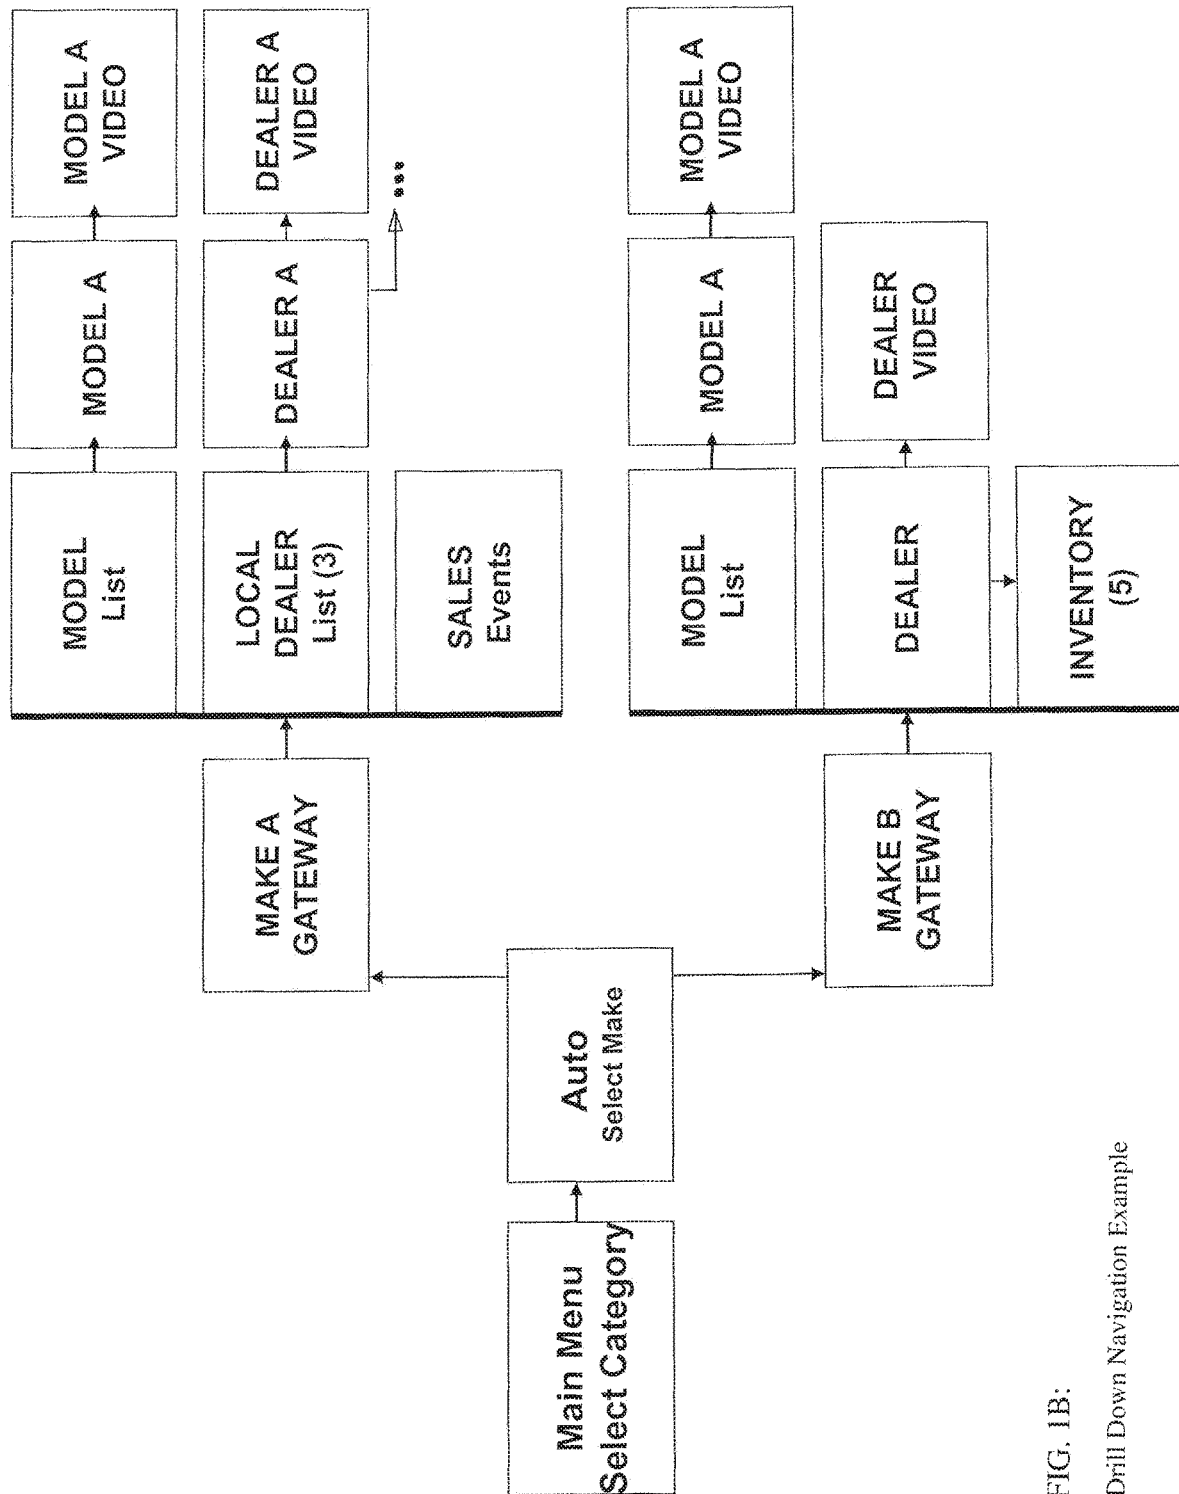 Main Menu
Select Category
Auto
Select Make
MAKE A
GATEWAY
MODEL
List
MODEL A
MODEL A
VIDEO
LOCAL
DEALER
List (3)
DEALER A
DEALER A
VIDEO
...
SALES
Events
MAKE B
GATEWAY
MODEL
List
MODEL A
MODEL A
VIDEO
DEALER
DEALER
VIDEO
INVENTORY
(5)
FIG. 1B:
Drill Down Navigation Example